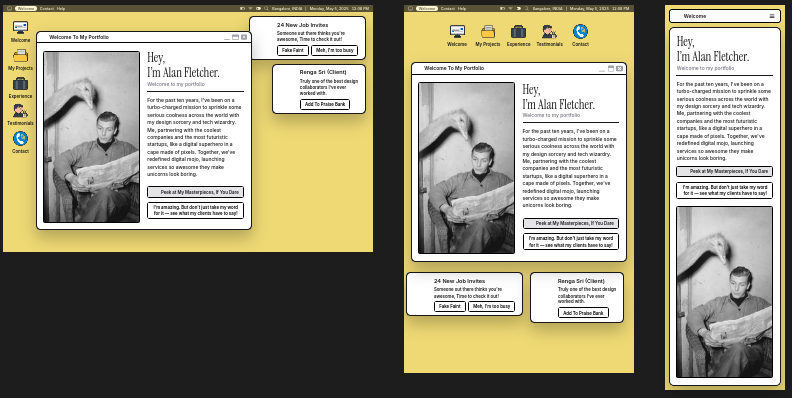 Welcome Contact Help
Bangalore, INDIA | Monday, May 5, 2025 12:00 PM
Welcome
My Projects
Experience
Testimonials
Contact
Welcome To My Portfolio
Hey,
I'm Alan Fletcher.
Welcome to my portfolio
For the past ten years, I've been on a
turbo-charged mission to sprinkle some
serious coolness across the world with
my design sorcery and tech wizardry.
Me, partnering with the coolest
companies and the most futuristic
startups, like a digital superhero in a
cape made of pixels. Together, we've
redefined digital mojo, launching
services so awesome they make
unicorns look boring.
Peek at My Masterpieces, If You Dare
I'm amazing. But don't just take my word
for it — see what my clients have to say!
24 New Job Invites
Someone out there thinks you're
awesome, Time to check it out!
Fake Faint
Meh, I'm too busy
Renga Sri (Client)
Truly one of the best design
collaborators I've ever
worked with.
Add To Praise Bank
Welcome Contact Help
Bangalore, INDIA | Monday, May 5, 2025 12:00 PM
Welcome
My Projects
Experience
Testimonials
Contact
Welcome To My Portfolio
Hey,
I'm Alan Fletcher.
Welcome to my portfolio
For the past ten years, I've been on a
turbo-charged mission to sprinkle some
serious coolness across the world with
my design sorcery and tech wizardry.
Me, partnering with the coolest
companies and the most futuristic
startups, like a digital superhero in a
cape made of pixels. Together, we've
redefined digital mojo, launching
services so awesome they make
unicorns look boring.
Peek at My Masterpieces, If You Dare
I'm amazing. But don't just take my word
for it — see what my clients have to say!
24 New Job Invites
Someone out there thinks you're
awesome, Time to check it out!
Fake Faint
Meh, I'm too busy
Renga Sri (Client)
Truly one of the best design
collaborators I've ever
worked with.
Add To Praise Bank
Welcome
Hey,
I'm Alan Fletcher.
Welcome to my portfolio
For the past ten years, I've been on a
turbo-charged mission to sprinkle some
serious coolness across the world with
my design sorcery and tech wizardry.
Me, partnering with the coolest
companies and the most futuristic
startups, like a digital superhero in a
cape made of pixels. Together, we've
redefined digital mojo, launching
services so awesome they make
unicorns look boring.
Peek at My Masterpieces, If You Dare
I'm amazing. But don't just take my word
for it — see what my clients have to say!